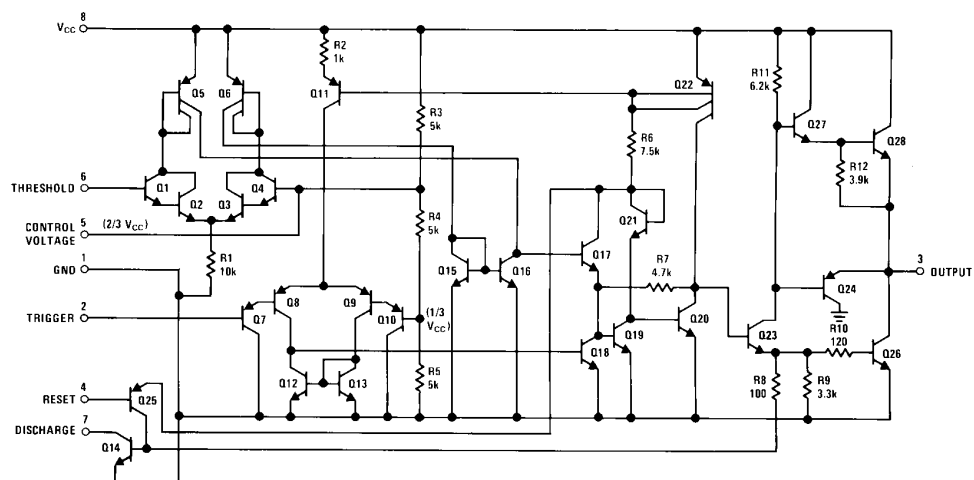 8
V_CC
R2
1k
Q5
Q6
Q11
Q22
R11
6.2k
Q27
Q28
R3
5k
R6
7.5k
R12
3.9k
6
THRESHOLD
Q1
Q2
Q3
Q4
5
CONTROL
VOLTAGE
(2/3 V_CC)
R4
5k
Q21
R1
10k
1
GND
Q15
Q16
Q17
R7
4.7k
3
OUTPUT
Q24
2
TRIGGER
Q7
Q8
Q9
Q10
(1/3
V_CC)
Q18
Q19
Q20
Q23
R10
120
Q26
Q12
Q13
R5
5k
R8
100
R9
3.3k
4
RESET
Q25
7
DISCHARGE
Q14